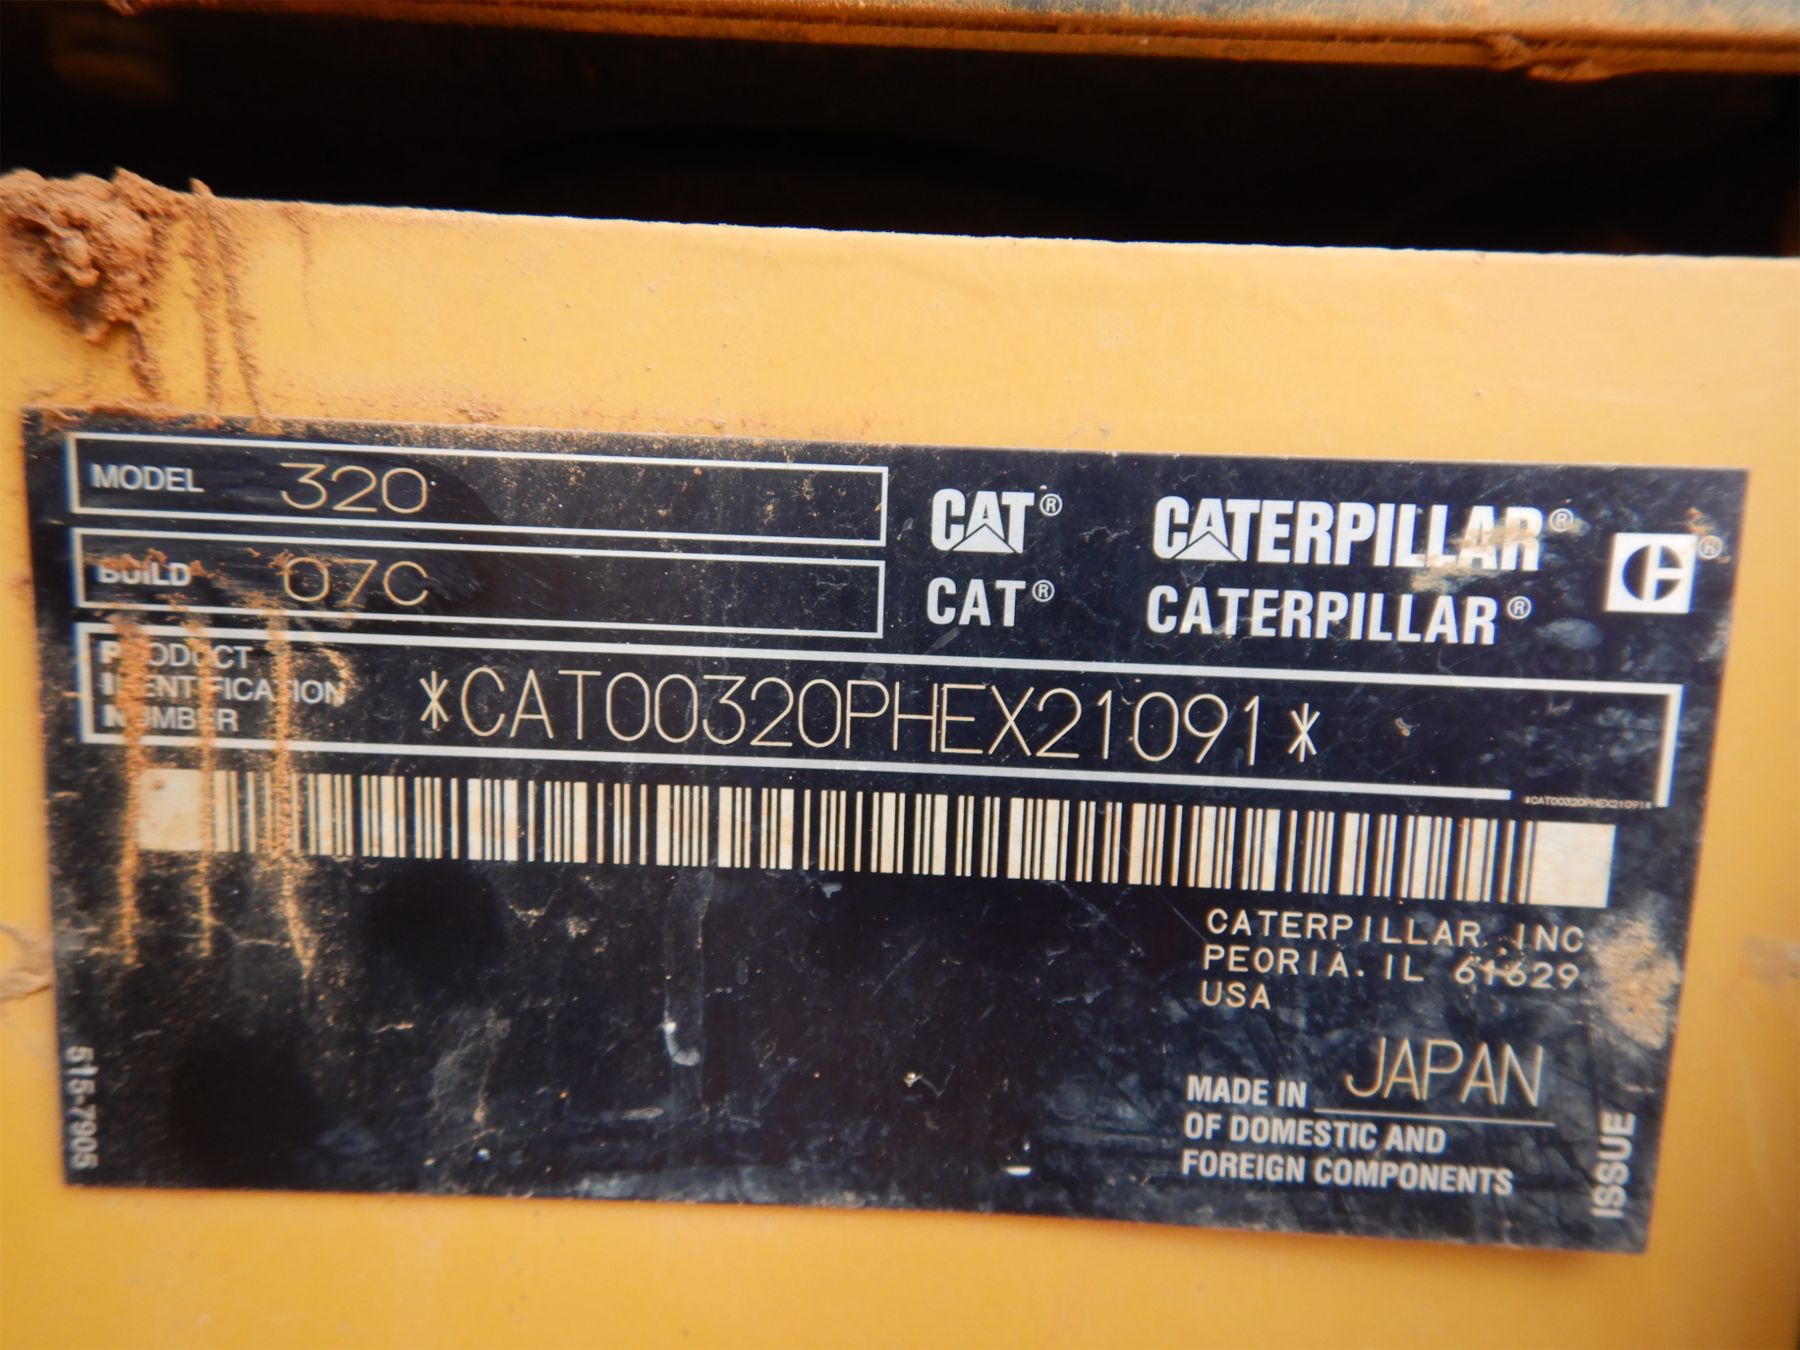 MODEL 320
BUILD 07C
CAT® CATERPILLAR® ®
CAT® CATERPILLAR®
PRODUCT
IDENTIFICATION
NUMBER
*CAT00320PHEX21091*
*CAT00320PHEX21091*
CATERPILLAR INC
PEORIA. IL 61629
USA
MADE IN JAPAN
OF DOMESTIC AND
FOREIGN COMPONENTS
515-7905
ISSUE